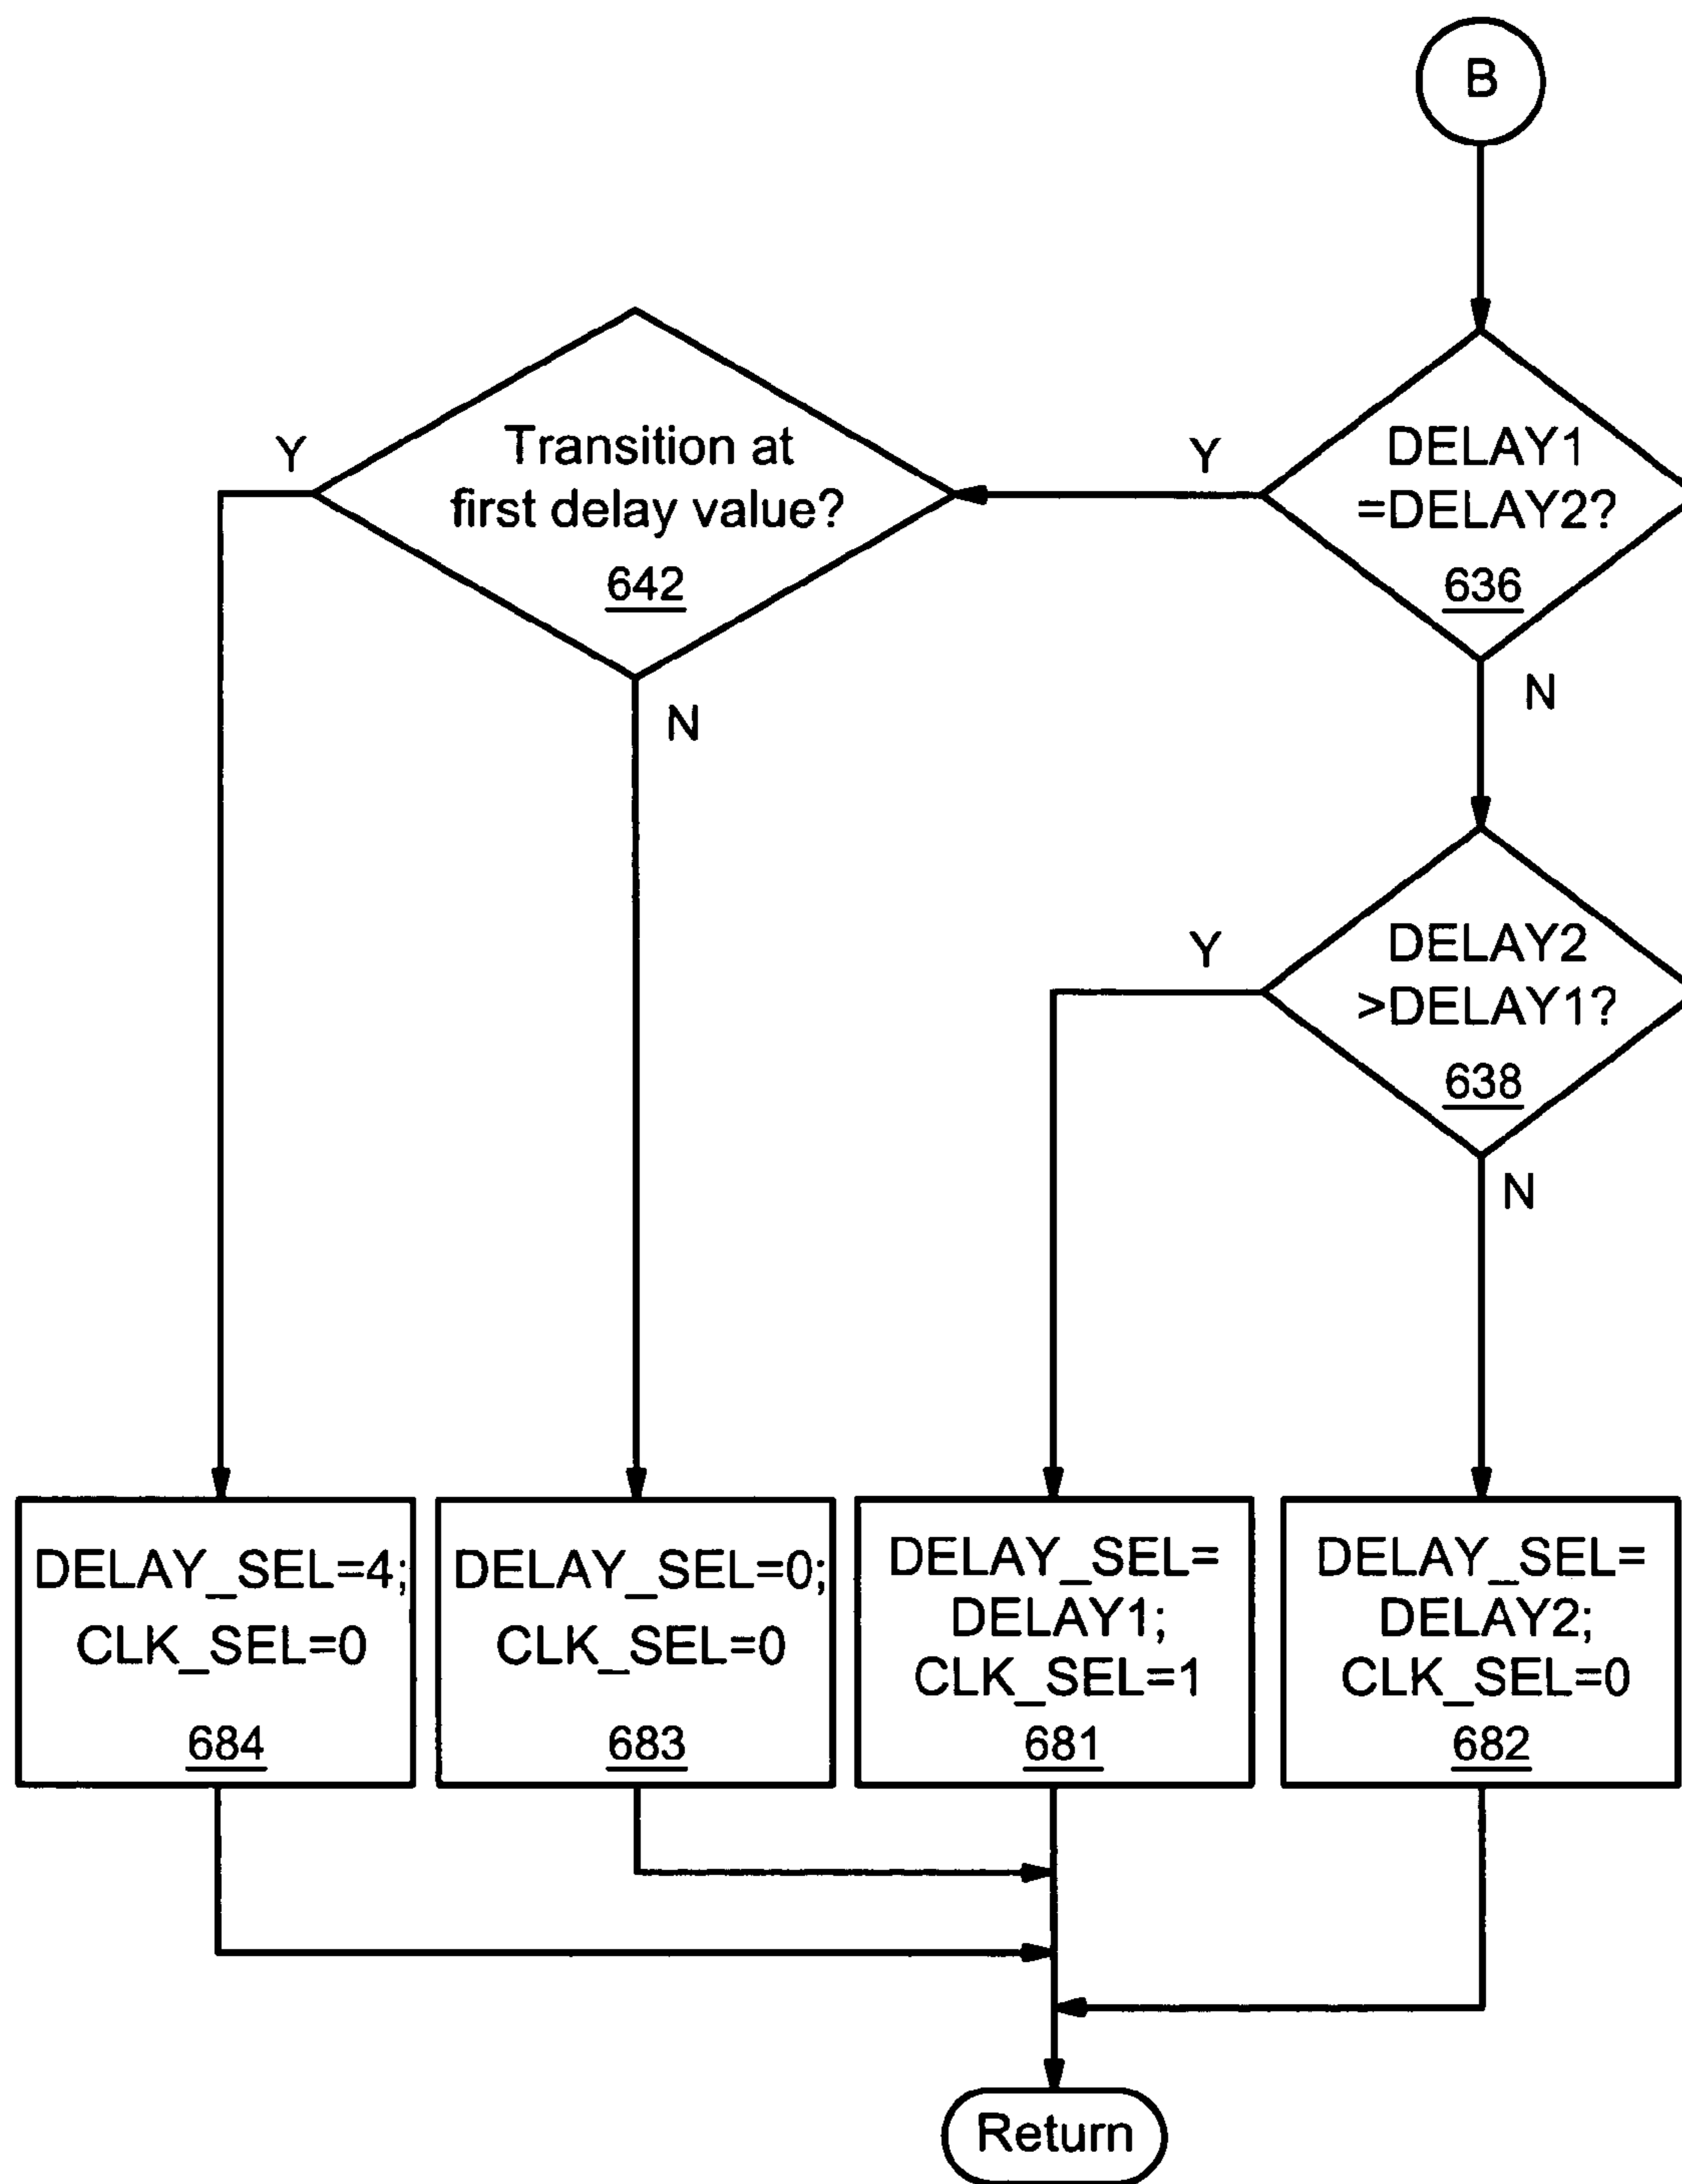 B
Y
Transition at
first delay value?
642
N
Y
DELAY1
=DELAY2?
636
N
Y
DELAY2
>DELAY1?
638
N
DELAY_SEL=4;
CLK_SEL=0
684
DELAY_SEL=0;
CLK_SEL=0
683
DELAY_SEL=
DELAY1;
CLK_SEL=1
681
DELAY_SEL=
DELAY2;
CLK_SEL=0
682
Return